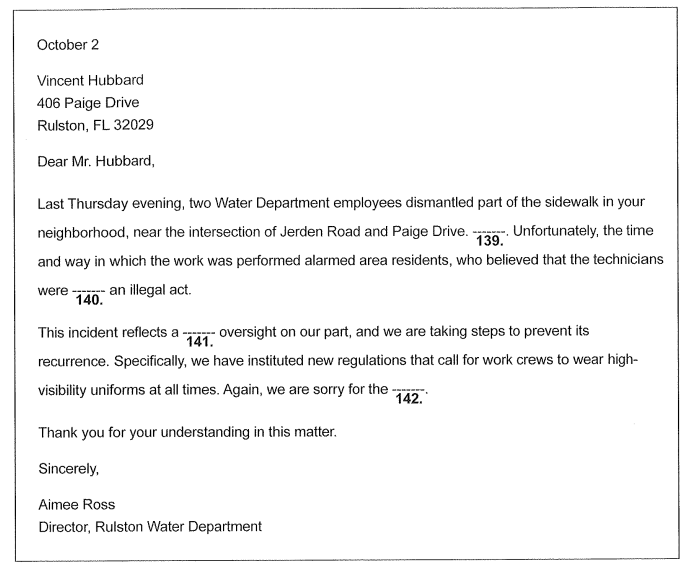 October 2
Vincent Hubbard
406 Paige Drive
Rulston, FL 32029
Dear Mr. Hubbard,
Last Thursday evening, two Water Department employees dismantled part of the sidewalk in your
neighborhood, near the intersection of Jerden Road and Paige Drive. -------. Unfortunately, the time
139.
and way in which the work was performed alarmed area residents, who believed that the technicians
were ------- an illegal act.
140.
This incident reflects a ------- oversight on our part, and we are taking steps to prevent its
141.
recurrence. Specifically, we have instituted new regulations that call for work crews to wear high-
visibility uniforms at all times. Again, we are sorry for the -------.
142.
Thank you for your understanding in this matter.
Sincerely,
Aimee Ross
Director, Rulston Water Department